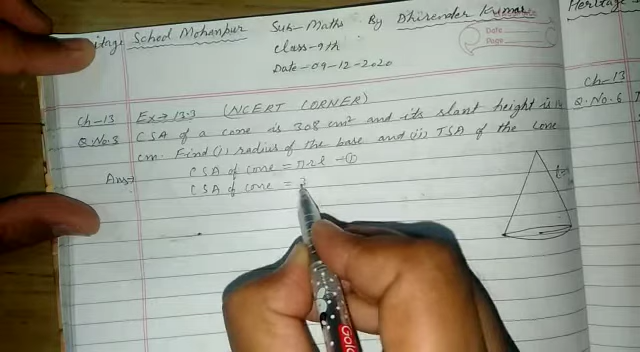 itage School Mohanpur Sub- Maths By Dhirender Kumar
Heritage
Class-9th
Date
Page
Date-09-12-2020
Ch-13 Ex→13.3 (NCERT CORNER)
Ch-13
Q.No.3 CSA of a cone is 308 cm² and its slant height is 14
Q.No.6
cm. Find (i) radius of the base and (ii) TSA of the cone
Ans:→ CSA of cone = πrl -①
CSA of cone = 3